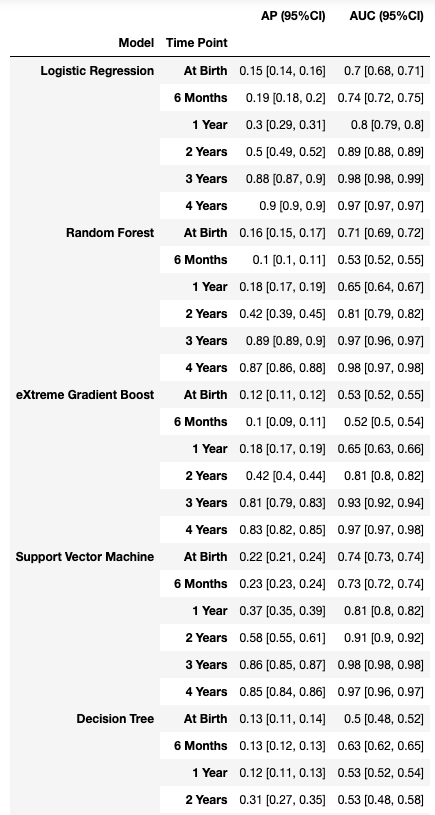 AP (95%CI) AUC (95%CI)
Model Time Point
Logistic Regression At Birth 0.15 [0.14, 0.16] 0.7 [0.68, 0.71]
6 Months 0.19 [0.18, 0.2] 0.74 [0.72, 0.75]
1 Year 0.3 [0.29, 0.31] 0.8 [0.79, 0.8]
2 Years 0.5 [0.49, 0.52] 0.89 [0.88, 0.89]
3 Years 0.88 [0.87, 0.9] 0.98 [0.98, 0.99]
4 Years 0.9 [0.9, 0.9] 0.97 [0.97, 0.97]
Random Forest At Birth 0.16 [0.15, 0.17] 0.71 [0.69, 0.72]
6 Months 0.1 [0.1, 0.11] 0.53 [0.52, 0.55]
1 Year 0.18 [0.17, 0.19] 0.65 [0.64, 0.67]
2 Years 0.42 [0.39, 0.45] 0.81 [0.79, 0.82]
3 Years 0.89 [0.89, 0.9] 0.97 [0.96, 0.97]
4 Years 0.87 [0.86, 0.88] 0.98 [0.97, 0.98]
eXtreme Gradient Boost At Birth 0.12 [0.11, 0.12] 0.53 [0.52, 0.55]
6 Months 0.1 [0.09, 0.11] 0.52 [0.5, 0.54]
1 Year 0.18 [0.17, 0.19] 0.65 [0.63, 0.66]
2 Years 0.42 [0.4, 0.44] 0.81 [0.8, 0.82]
3 Years 0.81 [0.79, 0.83] 0.93 [0.92, 0.94]
4 Years 0.83 [0.82, 0.85] 0.97 [0.97, 0.98]
Support Vector Machine At Birth 0.22 [0.21, 0.24] 0.74 [0.73, 0.74]
6 Months 0.23 [0.23, 0.24] 0.73 [0.72, 0.74]
1 Year 0.37 [0.35, 0.39] 0.81 [0.8, 0.82]
2 Years 0.58 [0.55, 0.61] 0.91 [0.9, 0.92]
3 Years 0.86 [0.85, 0.87] 0.98 [0.98, 0.98]
4 Years 0.85 [0.84, 0.86] 0.97 [0.96, 0.97]
Decision Tree At Birth 0.13 [0.11, 0.14] 0.5 [0.48, 0.52]
6 Months 0.13 [0.12, 0.13] 0.63 [0.62, 0.65]
1 Year 0.12 [0.11, 0.13] 0.53 [0.52, 0.54]
2 Years 0.31 [0.27, 0.35] 0.53 [0.48, 0.58]